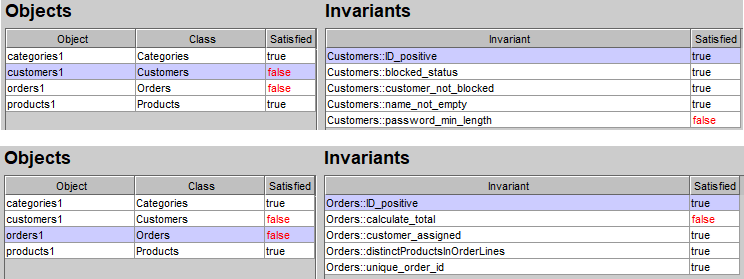 Objects Invariants
Object Class Satisfied Invariant Satisfied
categories1 Categories true Customers::ID_positive true
customers1 Customers false Customers::blocked_status true
orders1 Orders false Customers::customer_not_blocked true
products1 Products true Customers::name_not_empty true
Customers::password_min_length false
Objects Invariants
Object Class Satisfied Invariant Satisfied
categories1 Categories true Orders::ID_positive true
customers1 Customers false Orders::calculate_total false
orders1 Orders false Orders::customer_assigned true
products1 Products true Orders::distinctProductsInOrderLines true
Orders::unique_order_id true